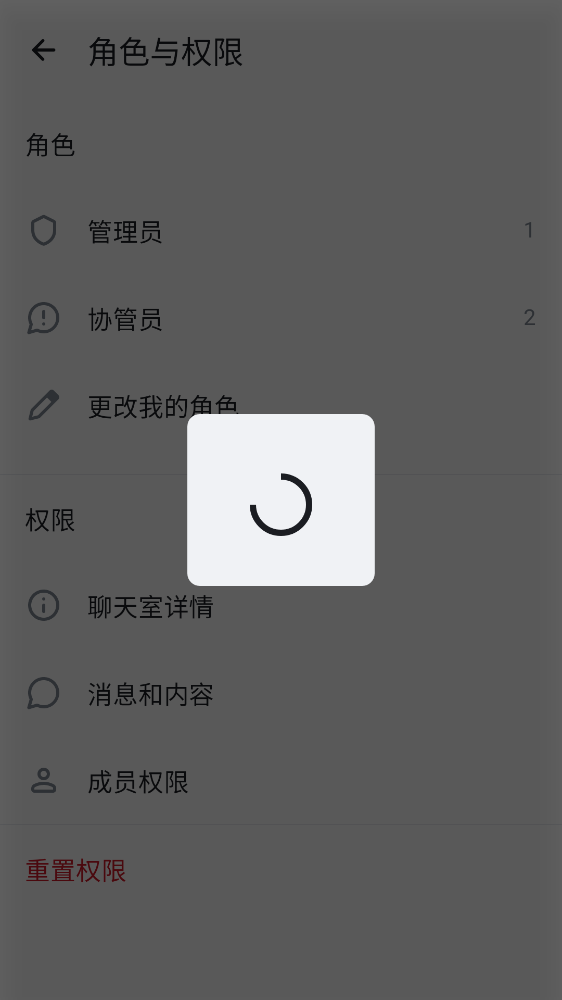 角色与权限
角色
管理员
1
协管员
2
更改我的角色
权限
聊天室详情
消息和内容
成员权限
重置权限